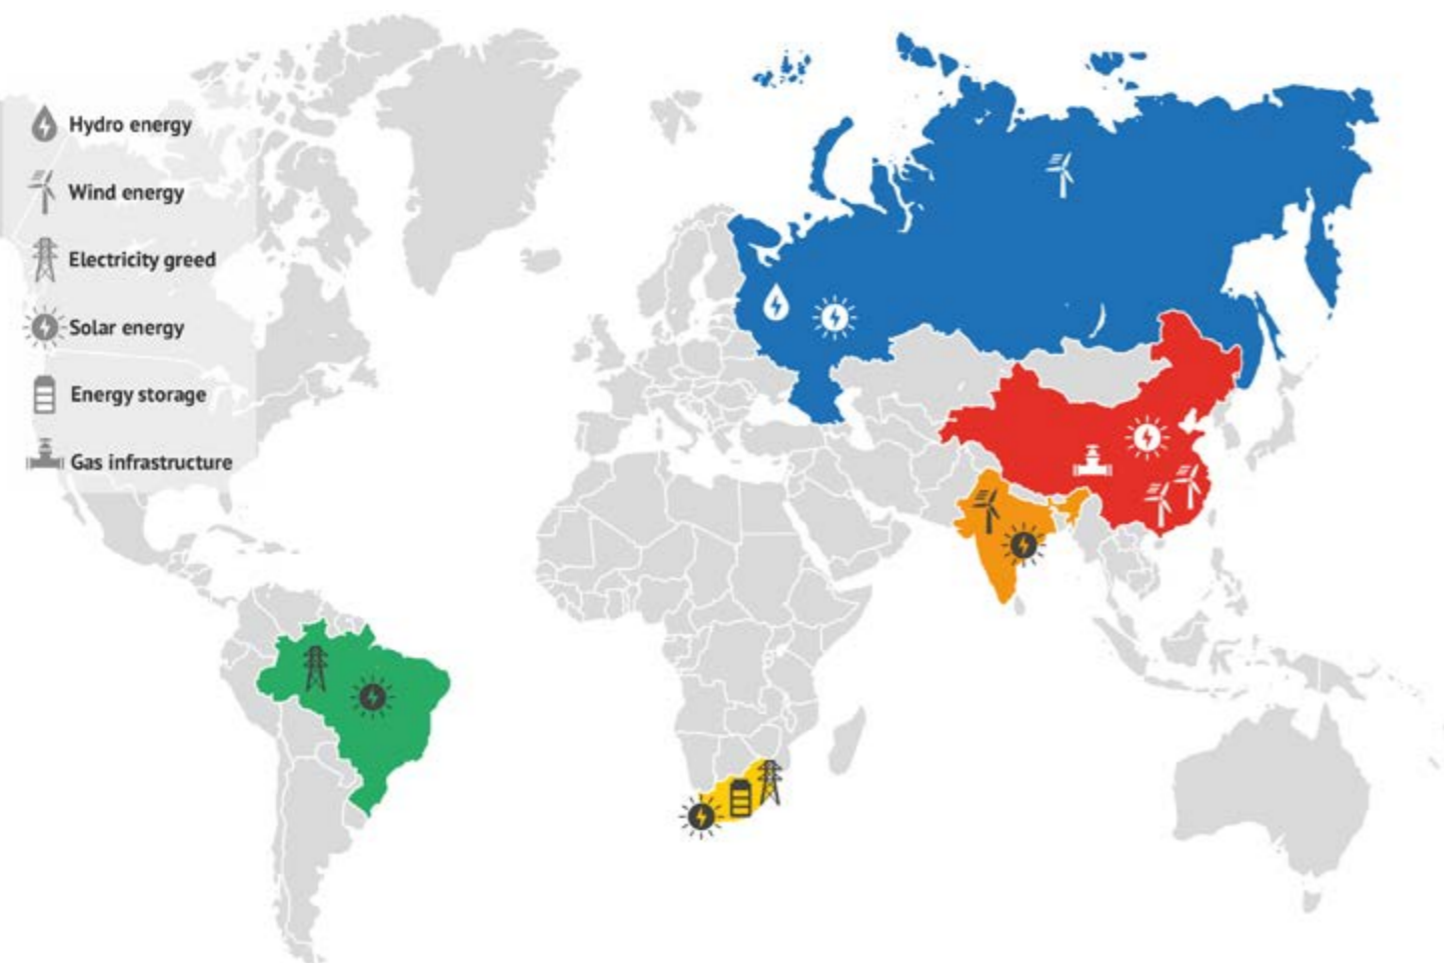 Hydro energy
Wind energy
Electricity greed
Solar energy
Energy storage
Gas infrastructure